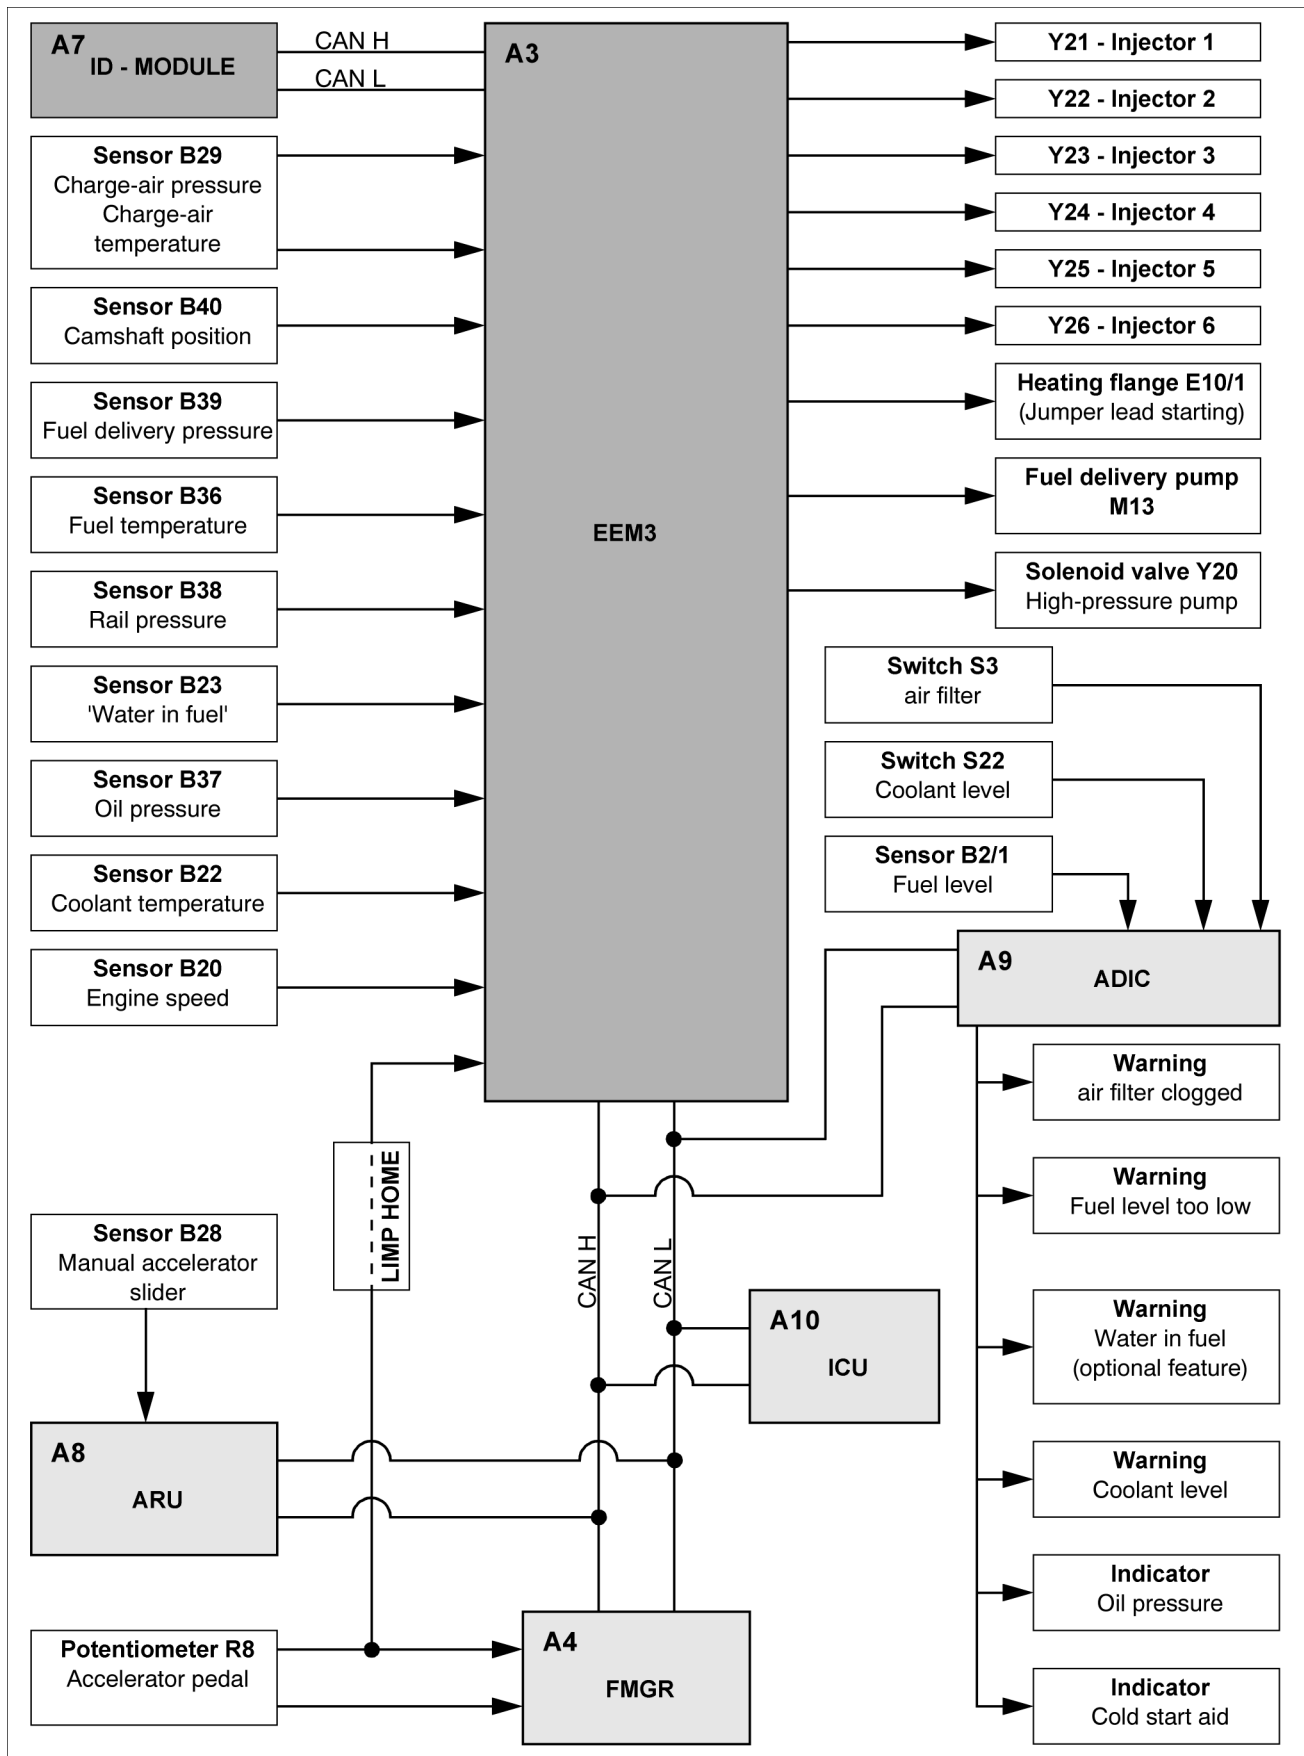 A7
ID - MODULE
CAN H
CAN L
A3
EEM3
Sensor B29
Charge-air pressure
Charge-air
temperature
Sensor B40
Camshaft position
Sensor B39
Fuel delivery pressure
Sensor B36
Fuel temperature
Sensor B38
Rail pressure
Sensor B23
'Water in fuel'
Sensor B37
Oil pressure
Sensor B22
Coolant temperature
Sensor B20
Engine speed
Y21 - Injector 1
Y22 - Injector 2
Y23 - Injector 3
Y24 - Injector 4
Y25 - Injector 5
Y26 - Injector 6
Heating flange E10/1
(Jumper lead starting)
Fuel delivery pump
M13
Solenoid valve Y20
High-pressure pump
Switch S3
air filter
Switch S22
Coolant level
Sensor B2/1
Fuel level
A9
ADIC
Warning
air filter clogged
Warning
Fuel level too low
Warning
Water in fuel
(optional feature)
Warning
Coolant level
Indicator
Oil pressure
Indicator
Cold start aid
LIMP HOME
CAN H
CAN L
A10
ICU
Sensor B28
Manual accelerator
slider
A8
ARU
Potentiometer R8
Accelerator pedal
A4
FMGR